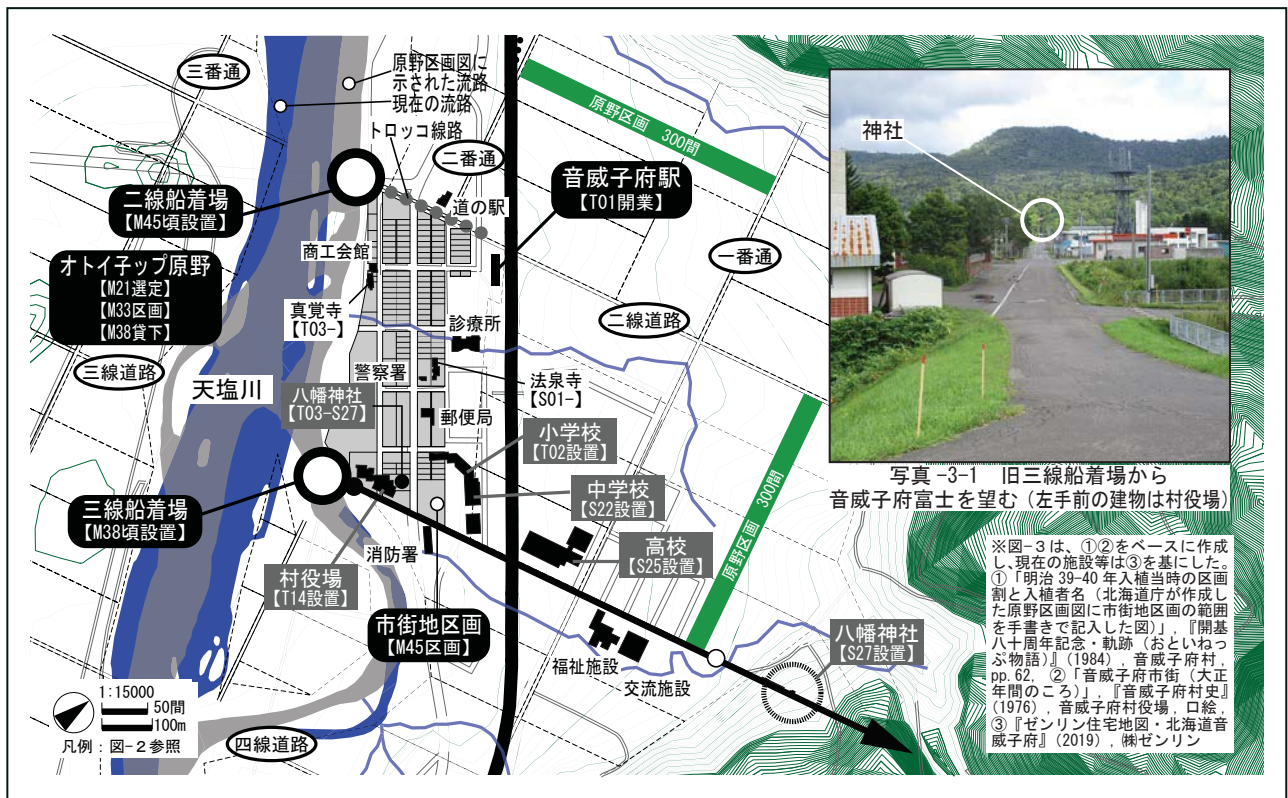 三番通
原野区画図に
示された流路
現在の流路
トロッコ線路
二番通
原野区画 300間
二線船着場
【M45頃設置】
道の駅
音威子府駅
【T01開業】
商工会館
オトイ子ップ原野
【M21選定】
【M33区画】
【M38貸下】
真覚寺
【T03-】
診療所
一番通
二線道路
三線道路
天塩川
警察署
八幡神社
【T03-S27】
法泉寺
【S01-】
郵便局
小学校
【T02設置】
中学校
【S22設置】
三線船着場
【M38頃設置】
消防署
高校
【S25設置】
原野区画 300間
村役場
【T14設置】
市街地区画
【M45区画】
福祉施設
交流施設
八幡神社
【S27設置】
四線道路
1:15000
50間
100m
凡例：図-2参照
神社
写真-3-1 旧三線船着場から
音威子府富士を望む（左手前の建物は村役場）
※図-3は、①②をベースに作成
し、現在の施設等は③を基にした。
①「明治39-40年入植当時の区画
割と入植者名（北海道庁が作成し
た原野区画図に市街地区画の範囲
を手書きで記入した図）」，『開基
八十周年記念・軌跡（おといねっ
ぷ物語）』(1984)，音威子府村，
pp.62，②「音威子府市街（大正
年間のころ）」，『音威子府村史』
(1976)，音威子府村役場，口絵，
③『ゼンリン住宅地図・北海道音
威子府』(2019)，㈱ゼンリン